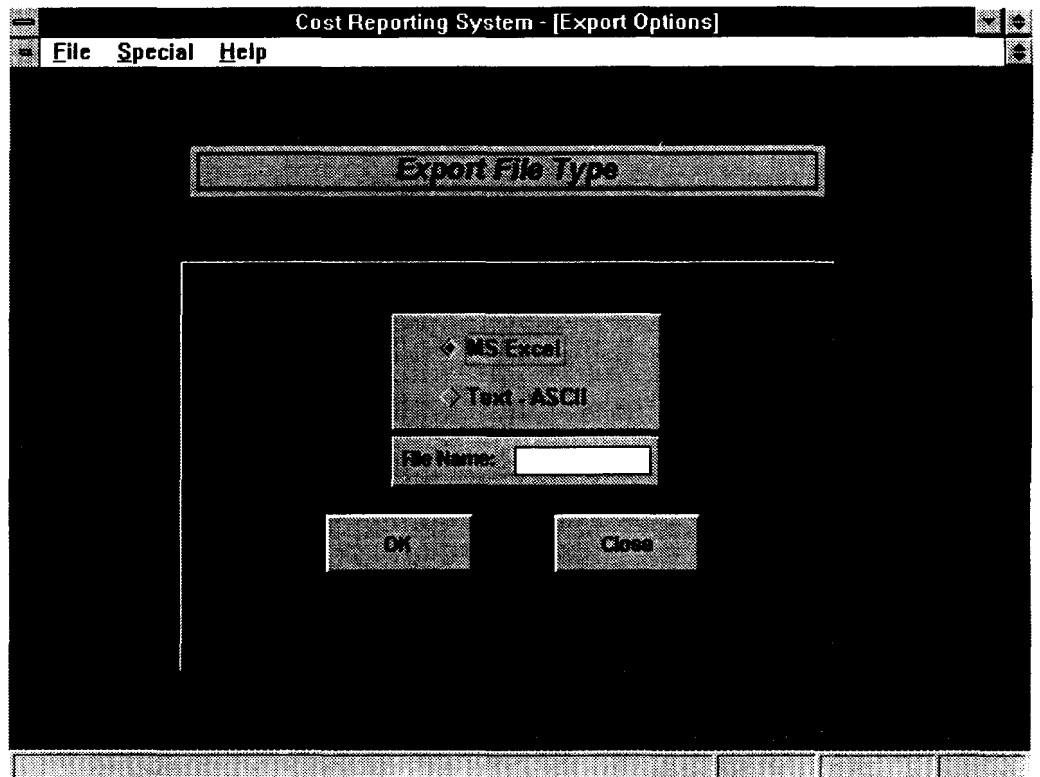 Cost Reporting System - [Export Options]
File Special Help
Export File Type
MS Excel
Text - ASCII
File Name:
OK
Close